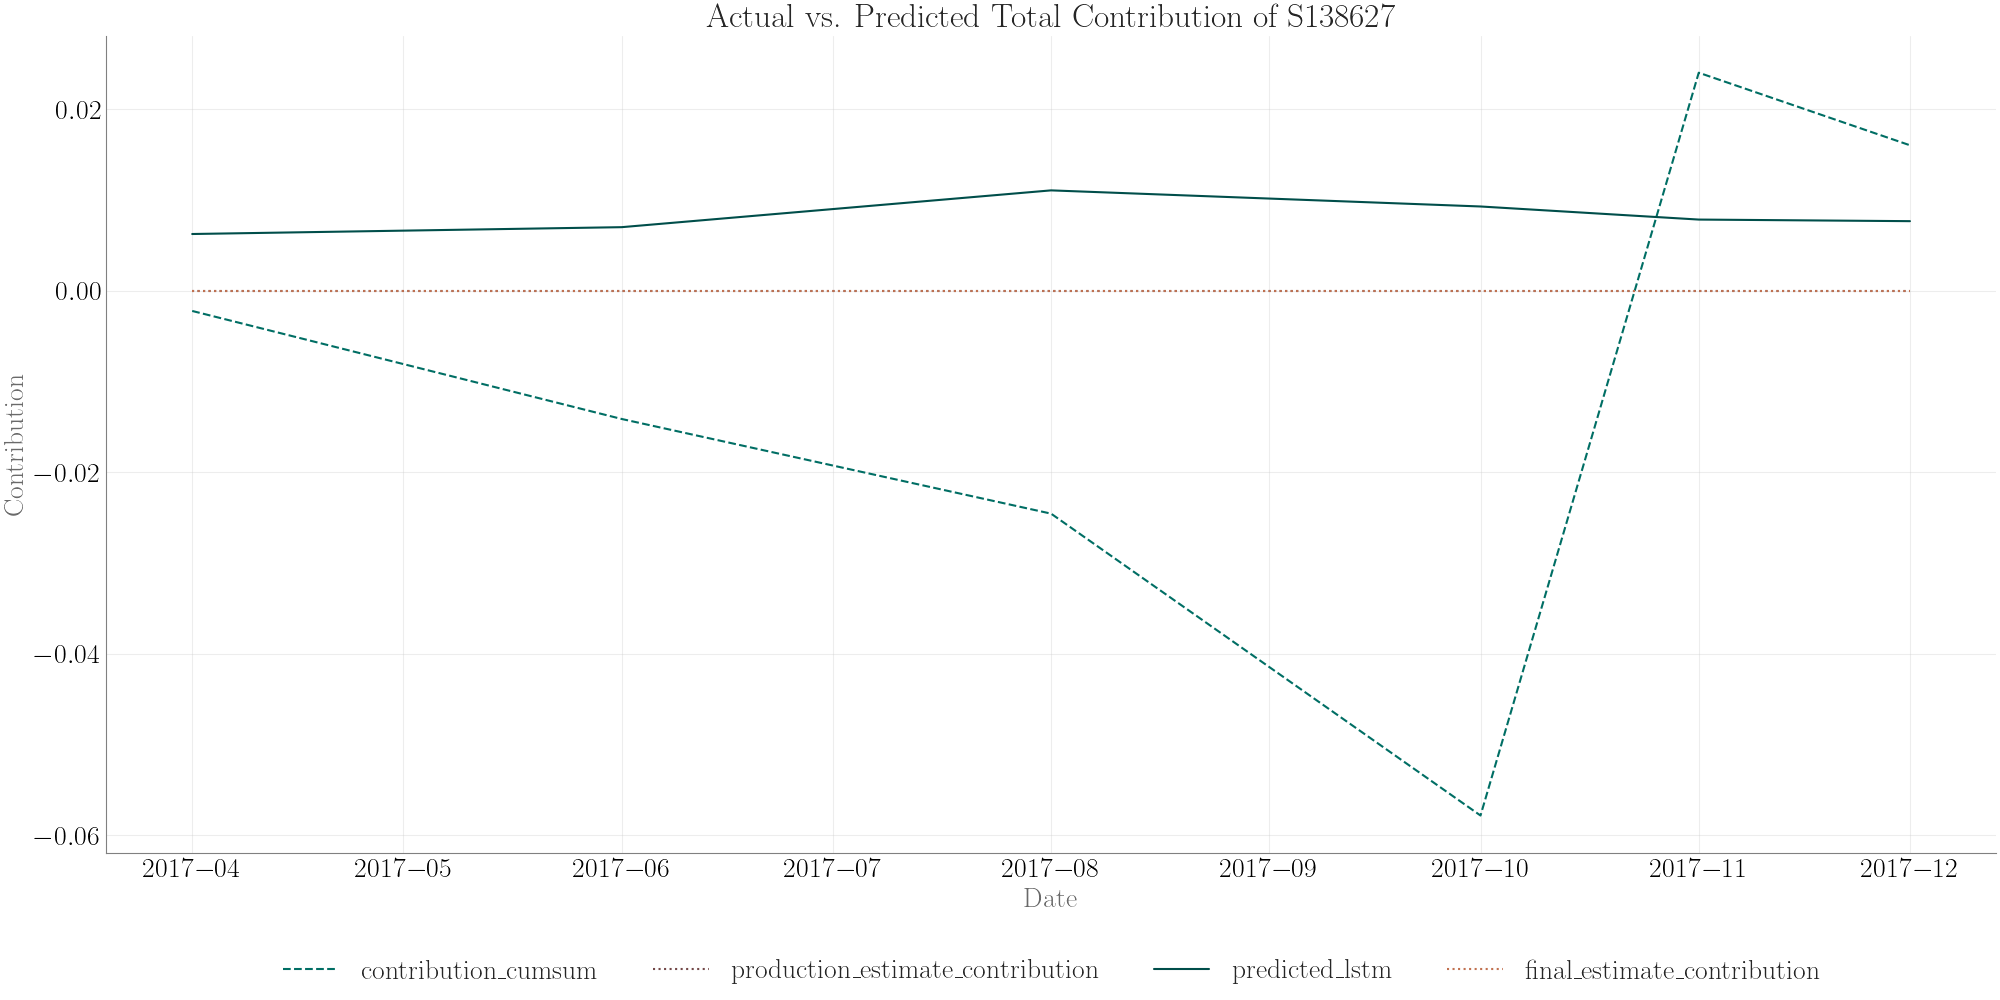 Actual vs. Predicted Total Contribution of S138627
0.02
0.00
−0.02
−0.04
−0.06
Contribution
2017–04 2017–05 2017–06 2017–07 2017–08 2017–09 2017–10 2017–11 2017–12
Date
contribution_cumsum production_estimate_contribution predicted_lstm final_estimate_contribution